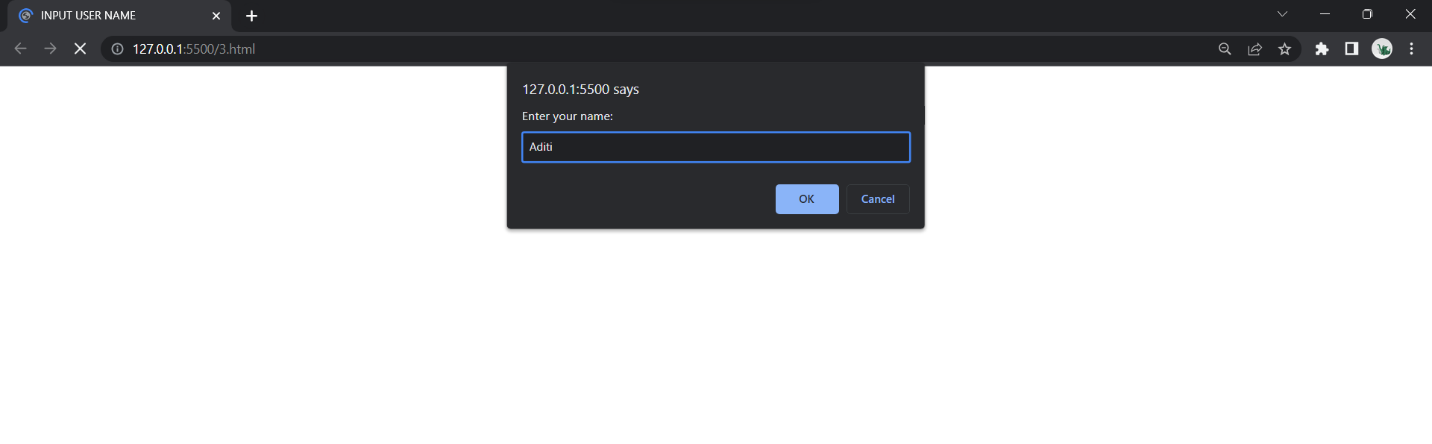 INPUT USER NAME
127.0.0.1:5500/3.html
127.0.0.1:5500 says
Enter your name:
Aditi
OK Cancel